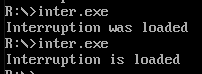 R:\>inter.exe
Interruption was loaded
R:\>inter.exe
Interruption is loaded